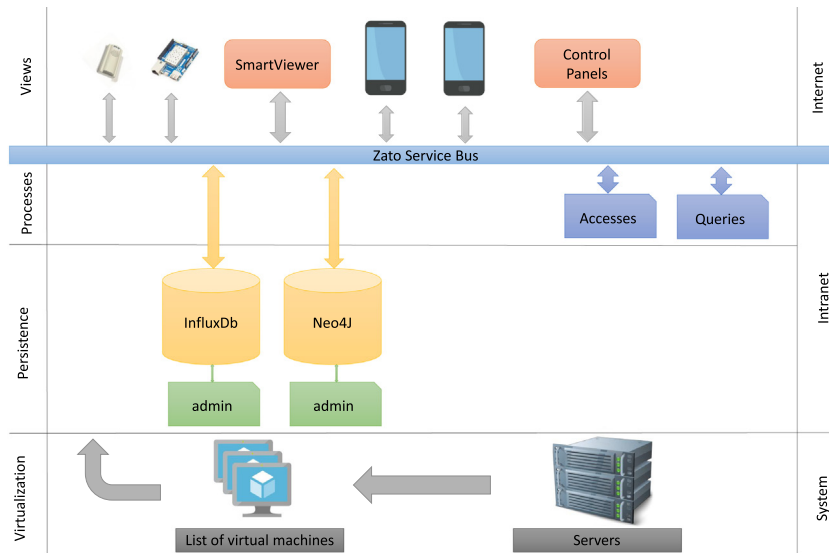 Views
SmartViewer
Control
Panels
Internet
Zato Service Bus
Processes
Accesses
Queries
Persistence
InfluxDb
Neo4J
Intranet
admin
admin
Virtualization
List of virtual machines
Servers
System